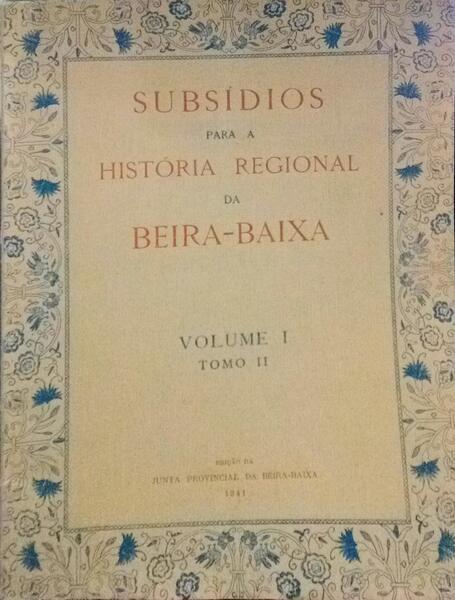 SUBSÍDIOS
PARA A
HISTÓRIA REGIONAL
DA
BEIRA-BAIXA
VOLUME I
TOMO II
EDIÇÃO DA
JUNTA PROVINCIAL DA BEIRA-BAIXA
1941